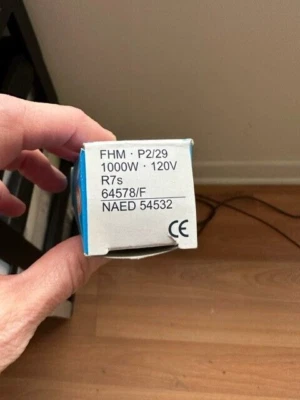 FHM · P2/29
1000W · 120V
R7s
64578/F
NAED 54532
CE